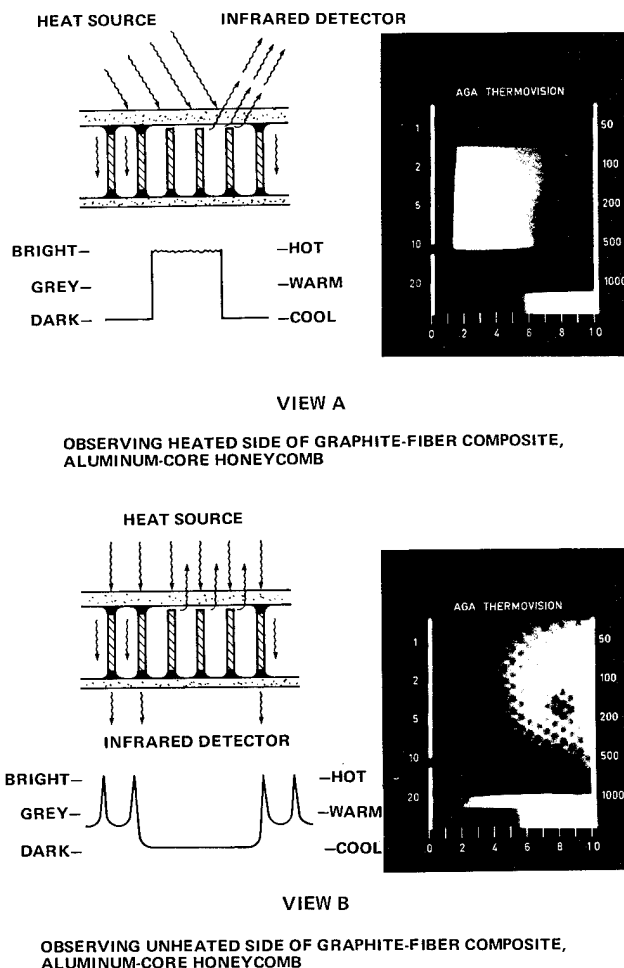 HEAT SOURCE
INFRARED DETECTOR
BRIGHT–
GREY–
DARK–
–HOT
–WARM
–COOL
AGA THERMOVISION
1
2
5
10
20
50
100
200
500
1000
0 2 4 6 8 10
VIEW A
OBSERVING HEATED SIDE OF GRAPHITE-FIBER COMPOSITE,
ALUMINUM-CORE HONEYCOMB
HEAT SOURCE
INFRARED DETECTOR
BRIGHT–
GREY–
DARK–
–HOT
–WARM
–COOL
AGA THERMOVISION
1
2
5
10
20
50
100
200
500
1000
0 2 4 6 8 10
VIEW B
OBSERVING UNHEATED SIDE OF GRAPHITE-FIBER COMPOSITE,
ALUMINUM-CORE HONEYCOMB